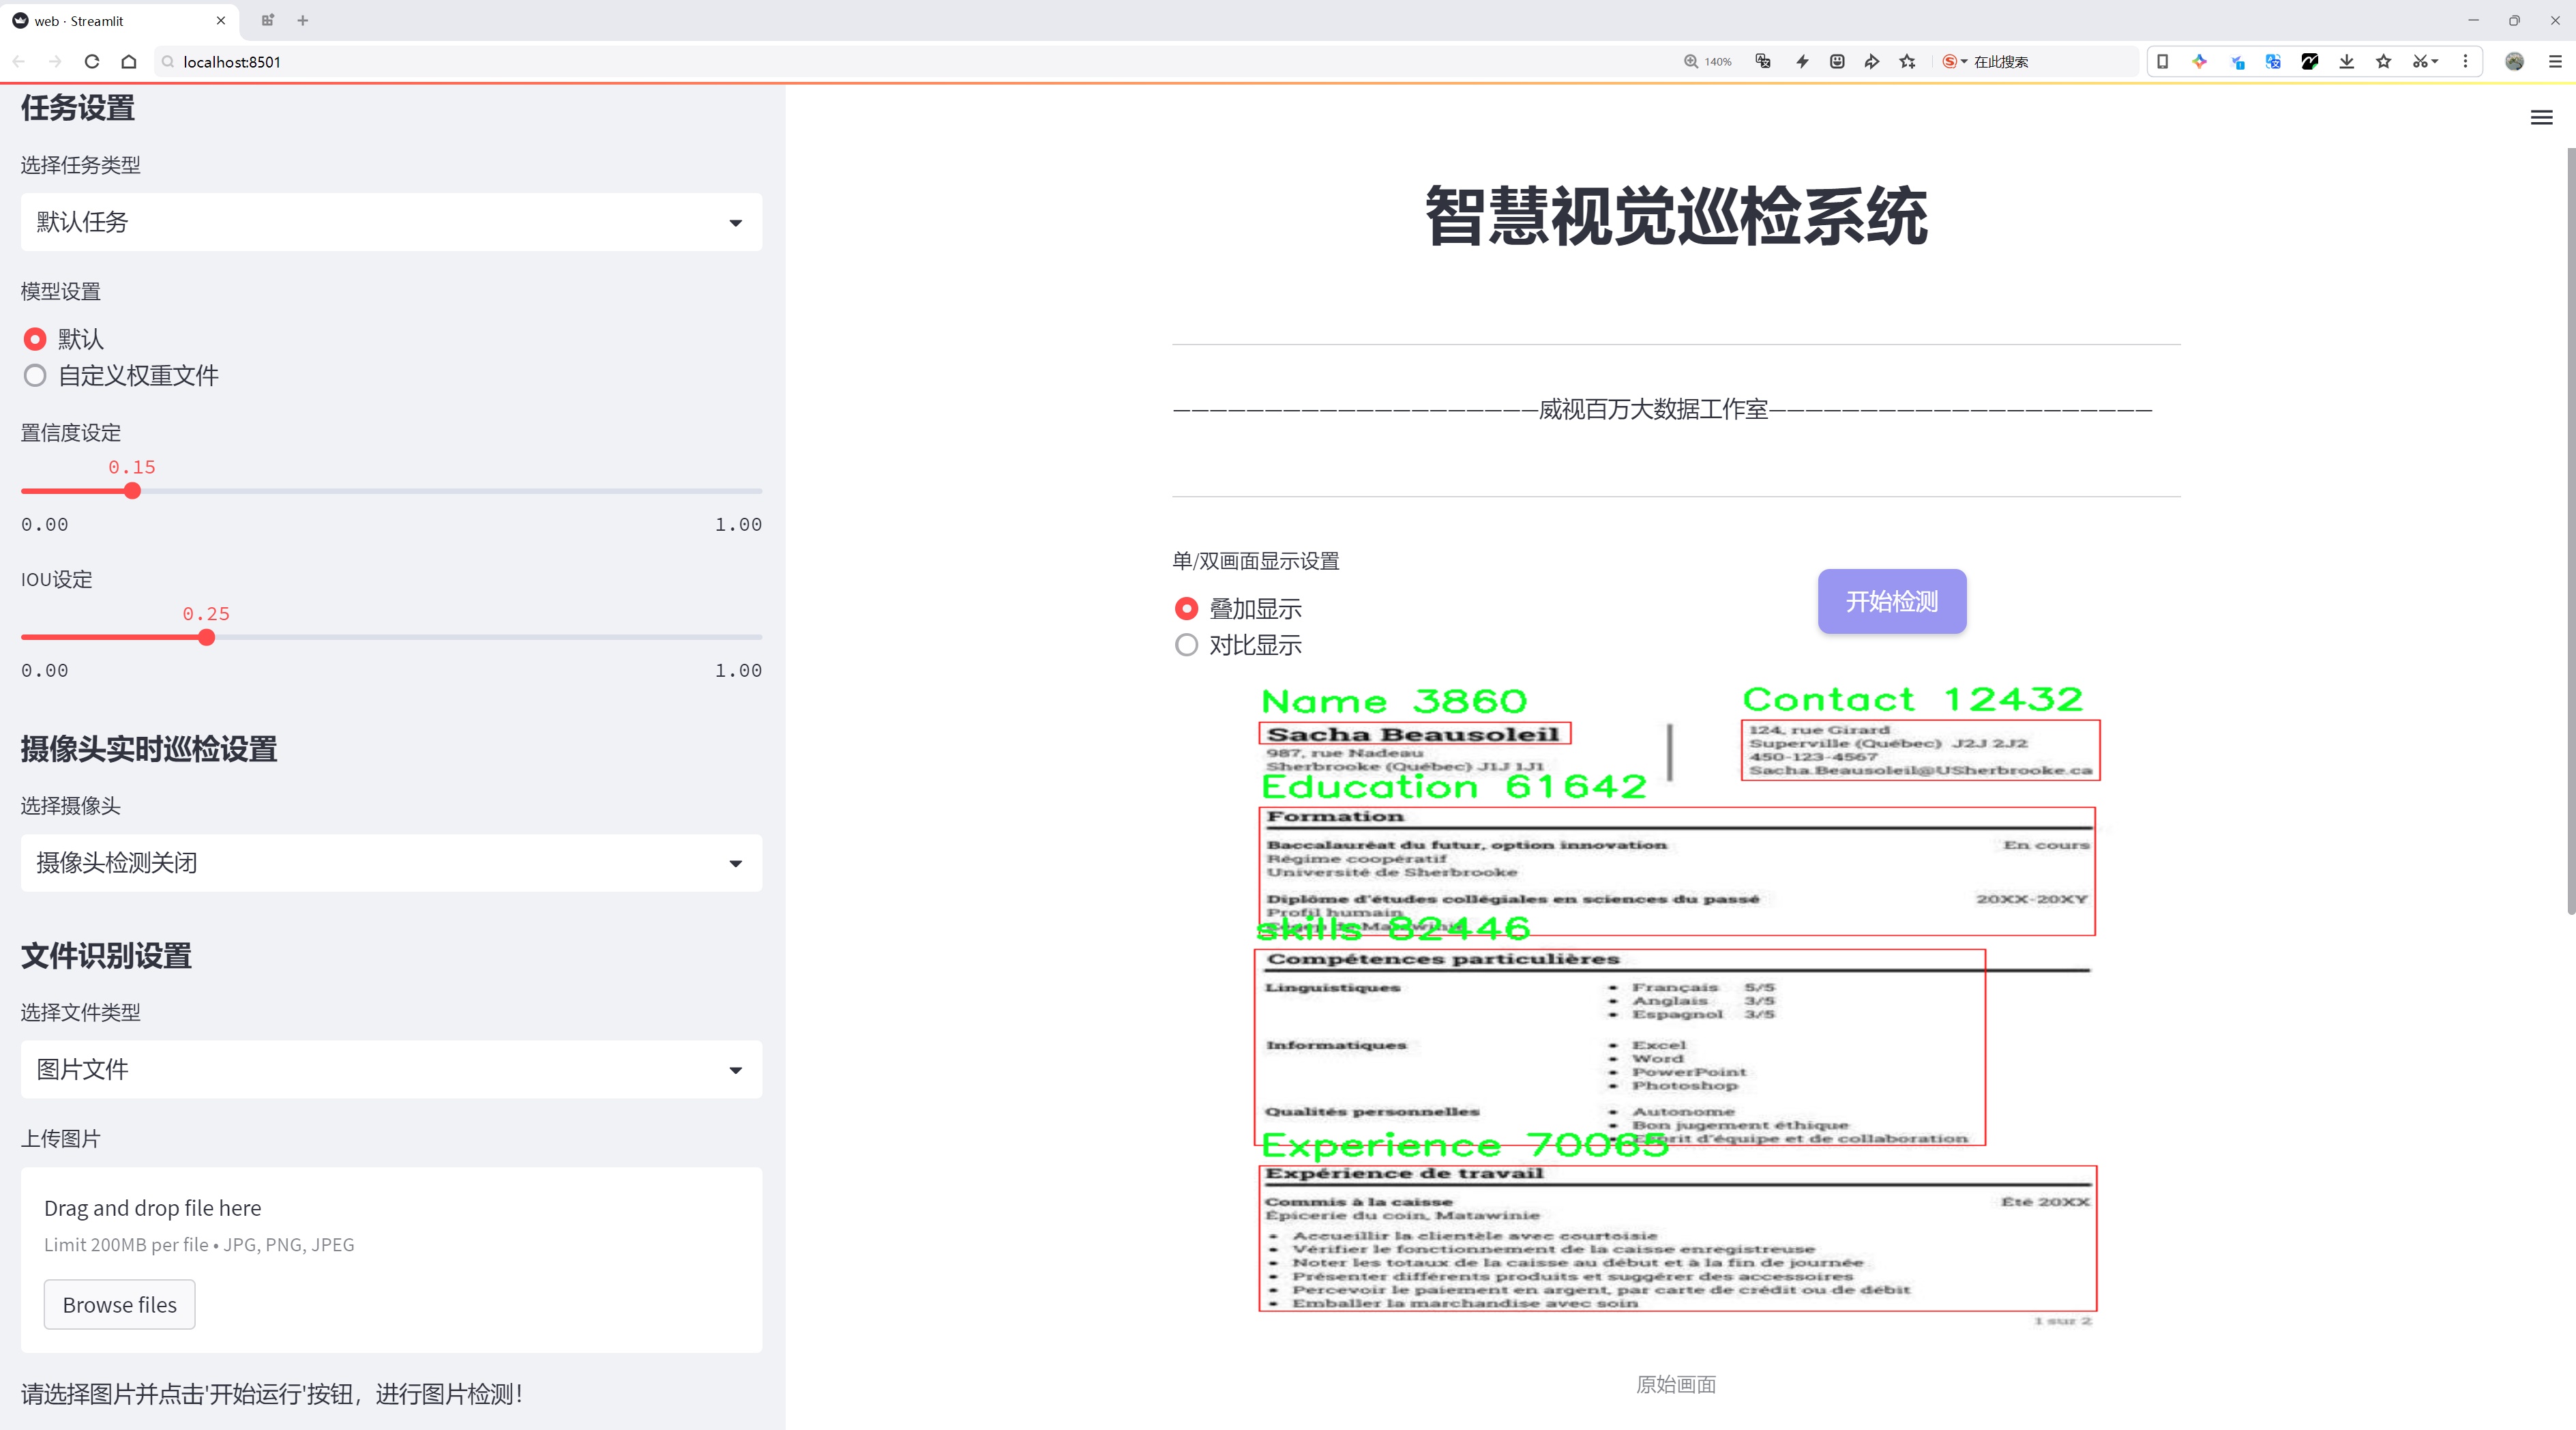 web · Streamlit
localhost:8501
140%
在此搜索
任务设置
选择任务类型
默认任务
模型设置
默认
自定义权重文件
置信度设定
0.15
0.00
1.00
IOU设定
0.25
0.00
1.00
摄像头实时巡检设置
选择摄像头
摄像头检测关闭
文件识别设置
选择文件类型
图片文件
上传图片
Drag and drop file here
Limit 200MB per file • JPG, PNG, JPEG
Browse files
请选择图片并点击'开始运行'按钮，进行图片检测！
智慧视觉巡检系统
————————————————————威视百万大数据工作室—————————————————————
单/双画面显示设置
叠加显示
对比显示
开始检测
Name 3860
Contact 12432
Sacha Beausoleil
987, rue Nadeau
Sherbrooke (Québec) J1J 1J1
124, rue Girard
Superville (Québec) J2J 2J2
450-123-4567
Sacha.Beausoleil@USherbrooke.ca
Education 61642
Formation
Baccalauréat du futur, option innovation
En cours
Régime coopératif
Université de Sherbrooke
Diplôme d'études collégiales en sciences du passé
20XX-20XY
Profil humain
skills 82446
Compétences particulières
Linguistiques
• Français 5/5
• Anglais 3/5
• Espagnol 3/5
Informatiques
• Excel
• Word
• PowerPoint
• Photoshop
Qualités personnelles
• Autonome
• Bon jugement éthique
• Esprit d'équipe et de collaboration
Experience 70065
Expérience de travail
Commis à la caisse
Été 20XX
Épicerie du coin, Matawinie
• Accueillir la clientèle avec courtoisie
• Vérifier le fonctionnement de la caisse enregistreuse
• Noter les totaux de la caisse au début et à la fin de journée
• Présenter différents produits et suggérer des accessoires
• Percevoir le paiement en argent, par carte de crédit ou de débit
• Emballer la marchandise avec soin
1 sur 2
原始画面